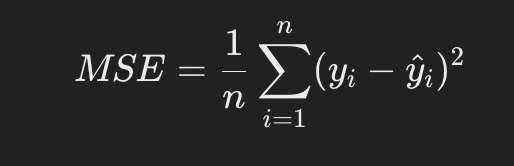 MSE = \frac{1}{n} \sum_{i=1}^{n} (y_i - \hat{y}_i)^2